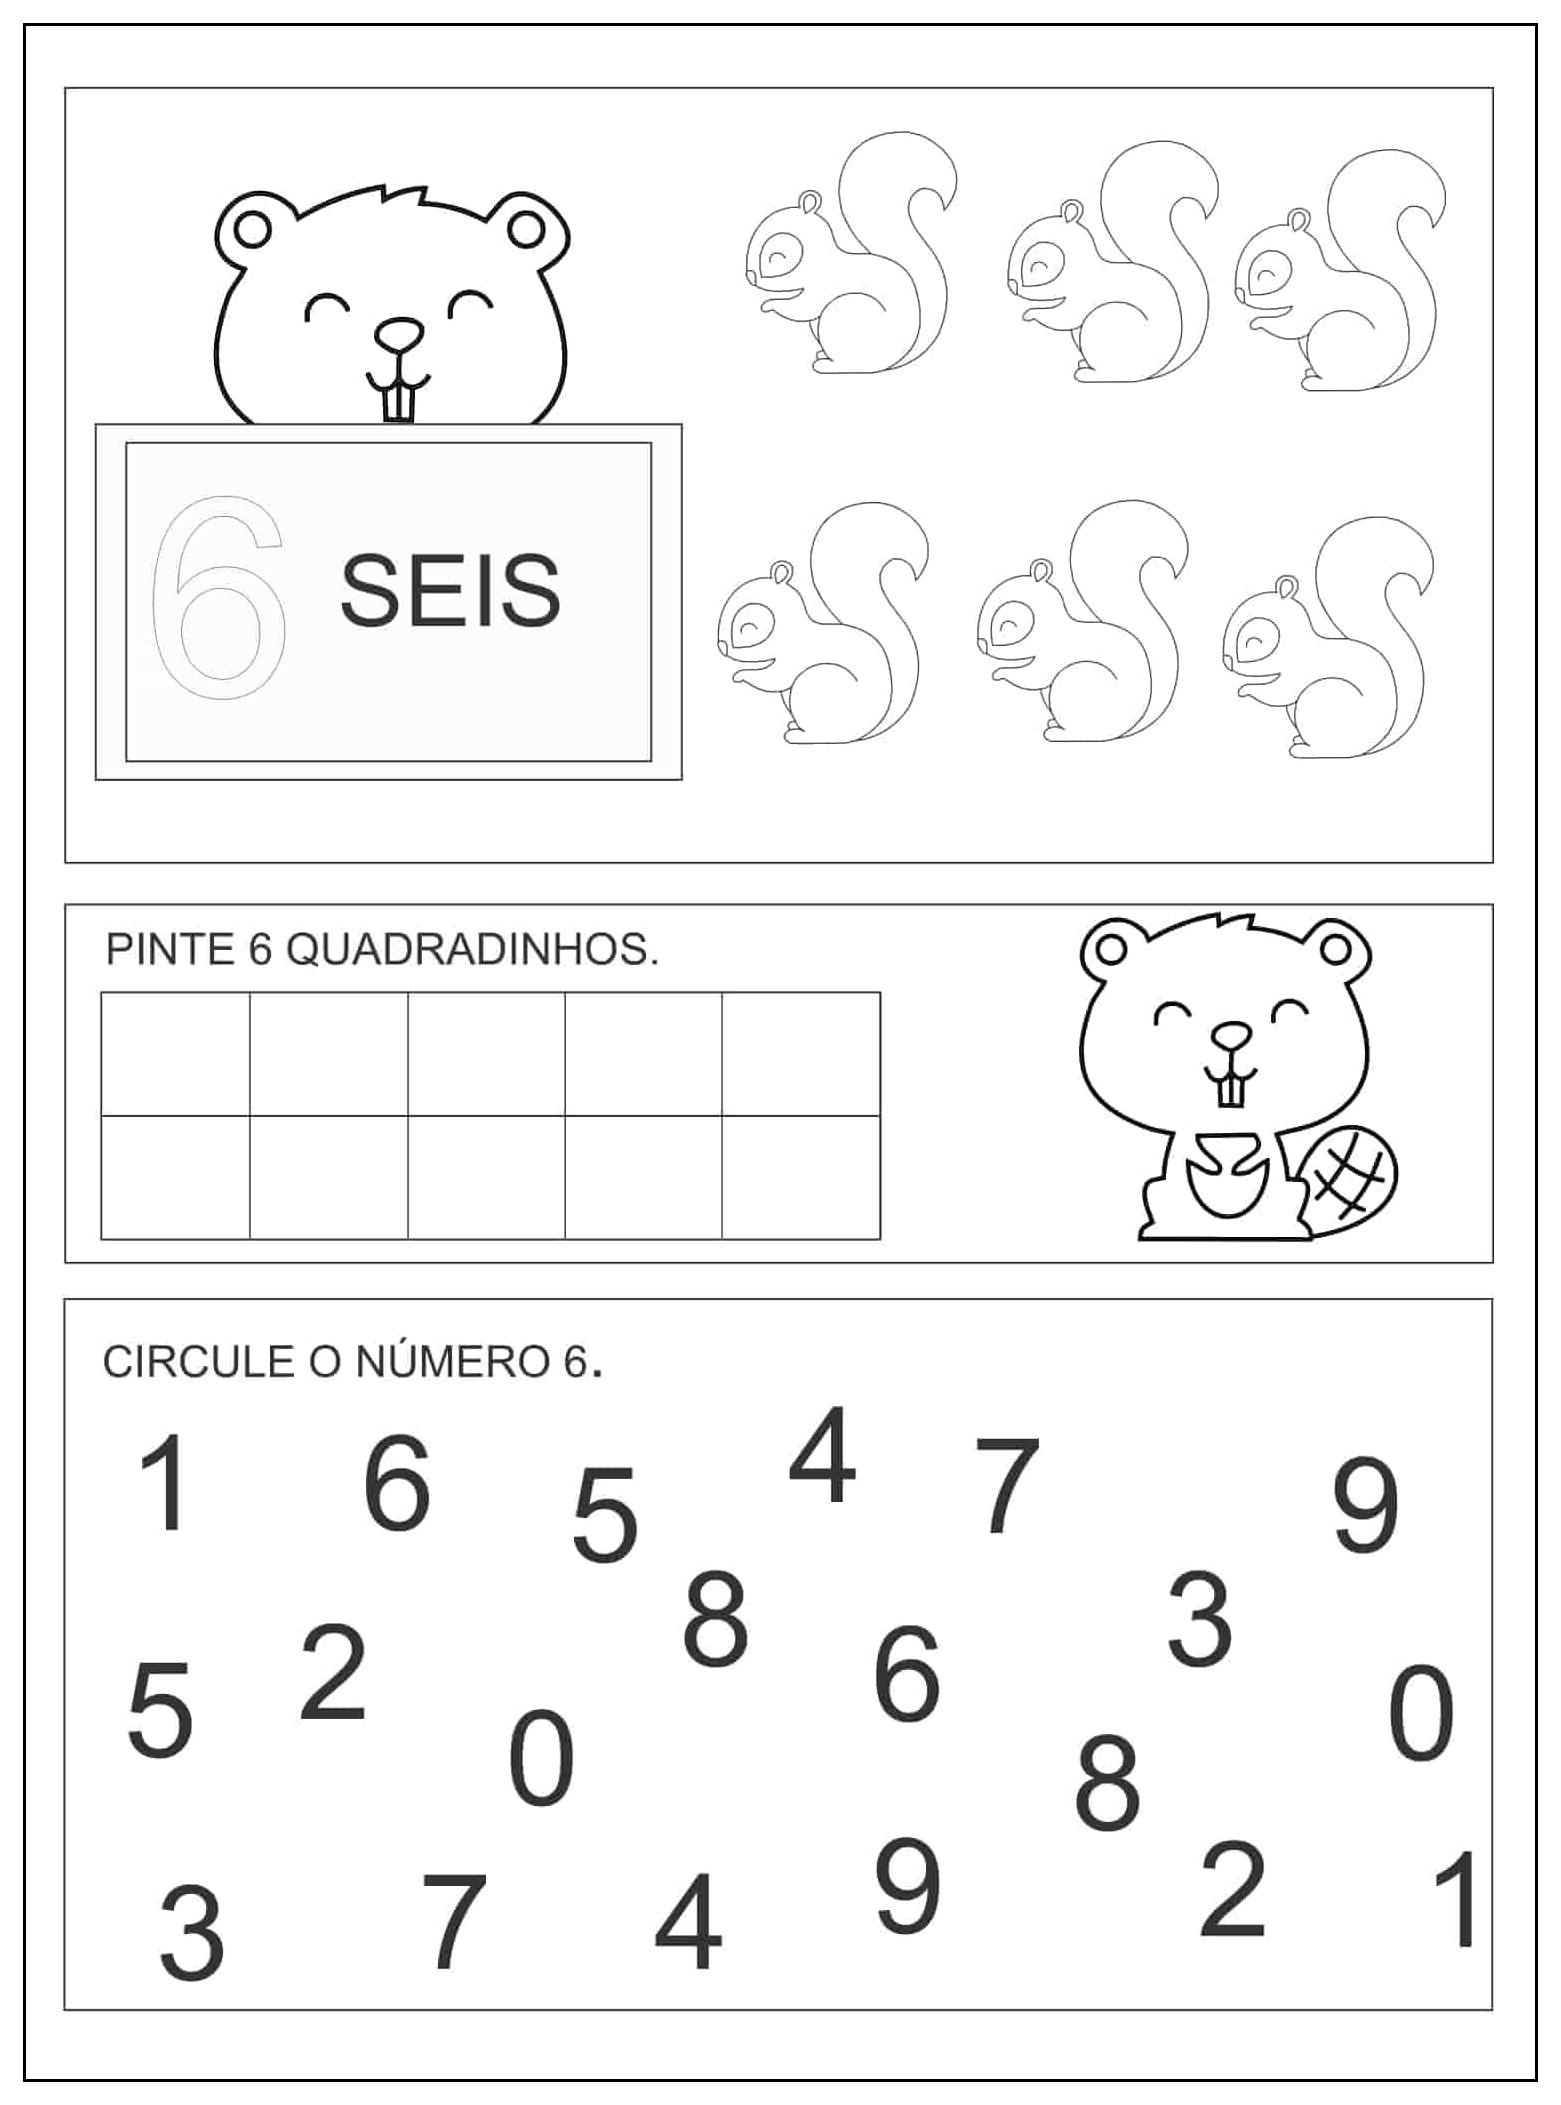 6 SEIS
PINTE 6 QUADRADINHOS.
CIRCULE O NÚMERO 6.
1 6 5 4 7 9
5 2 8 6 3 0
0 8
3 7 4 9 2 1